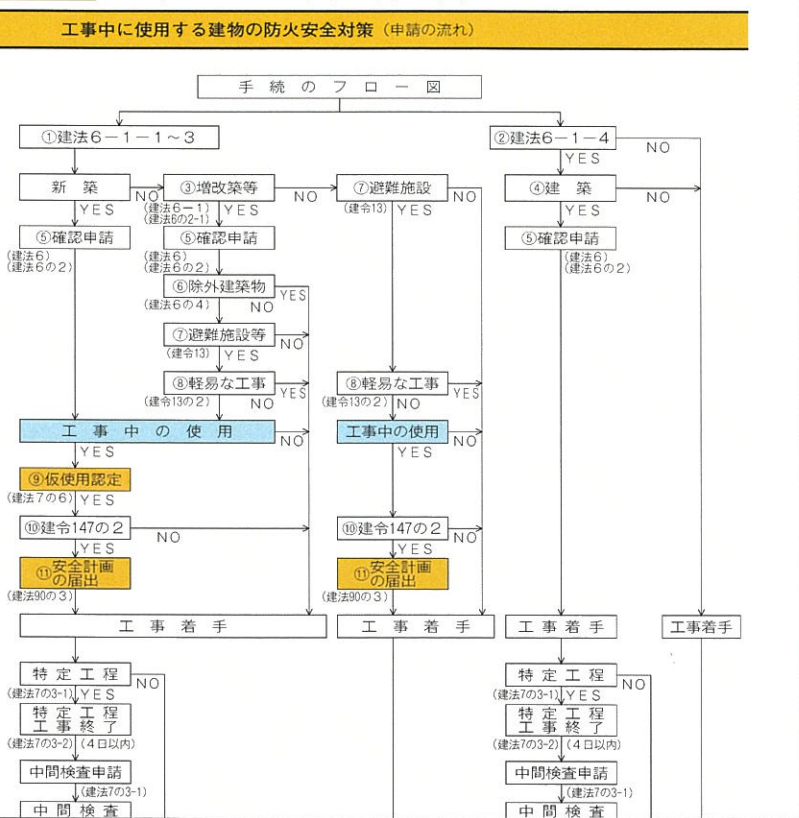 工事中に使用する建物の防火安全対策（申請の流れ）
手続のフロー図
①建法6－1－1～3
②建法6－1－4
NO
YES
新築
NO
③増改築等
NO
⑦避難施設
NO
④建築
NO
YES
(建法6－1)
(建法6の2-1)
YES
(建令13)
YES
YES
⑤確認申請
⑤確認申請
⑤確認申請
(建法6)
(建法6の2)
(建法6)
(建法6の2)
(建法6)
(建法6の2)
⑥除外建築物
YES
(建法6の4)
NO
⑦避難施設等
NO
(建令13)
YES
⑧軽易な工事
YES
⑧軽易な工事
YES
(建令13の2)
NO
(建令13の2)
NO
工事中の使用
NO
工事中の使用
NO
YES
YES
⑨仮使用認定
(建法7の6)
YES
⑩建令147の2
NO
⑩建令147の2
NO
YES
YES
⑪安全計画
の届出
⑪安全計画
の届出
(建法90の3)
(建法90の3)
工事着手
工事着手
工事着手
工事着手
特定工程
NO
特定工程
NO
(建法7の3-1)
YES
(建法7の3-1)
YES
特定工程
工事終了
特定工程
工事終了
(建法7の3-2)
(4日以内)
(建法7の3-2)
(4日以内)
中間検査申請
中間検査申請
(建法7の3-1)
(建法7の3-1)
中間検査
中間検査